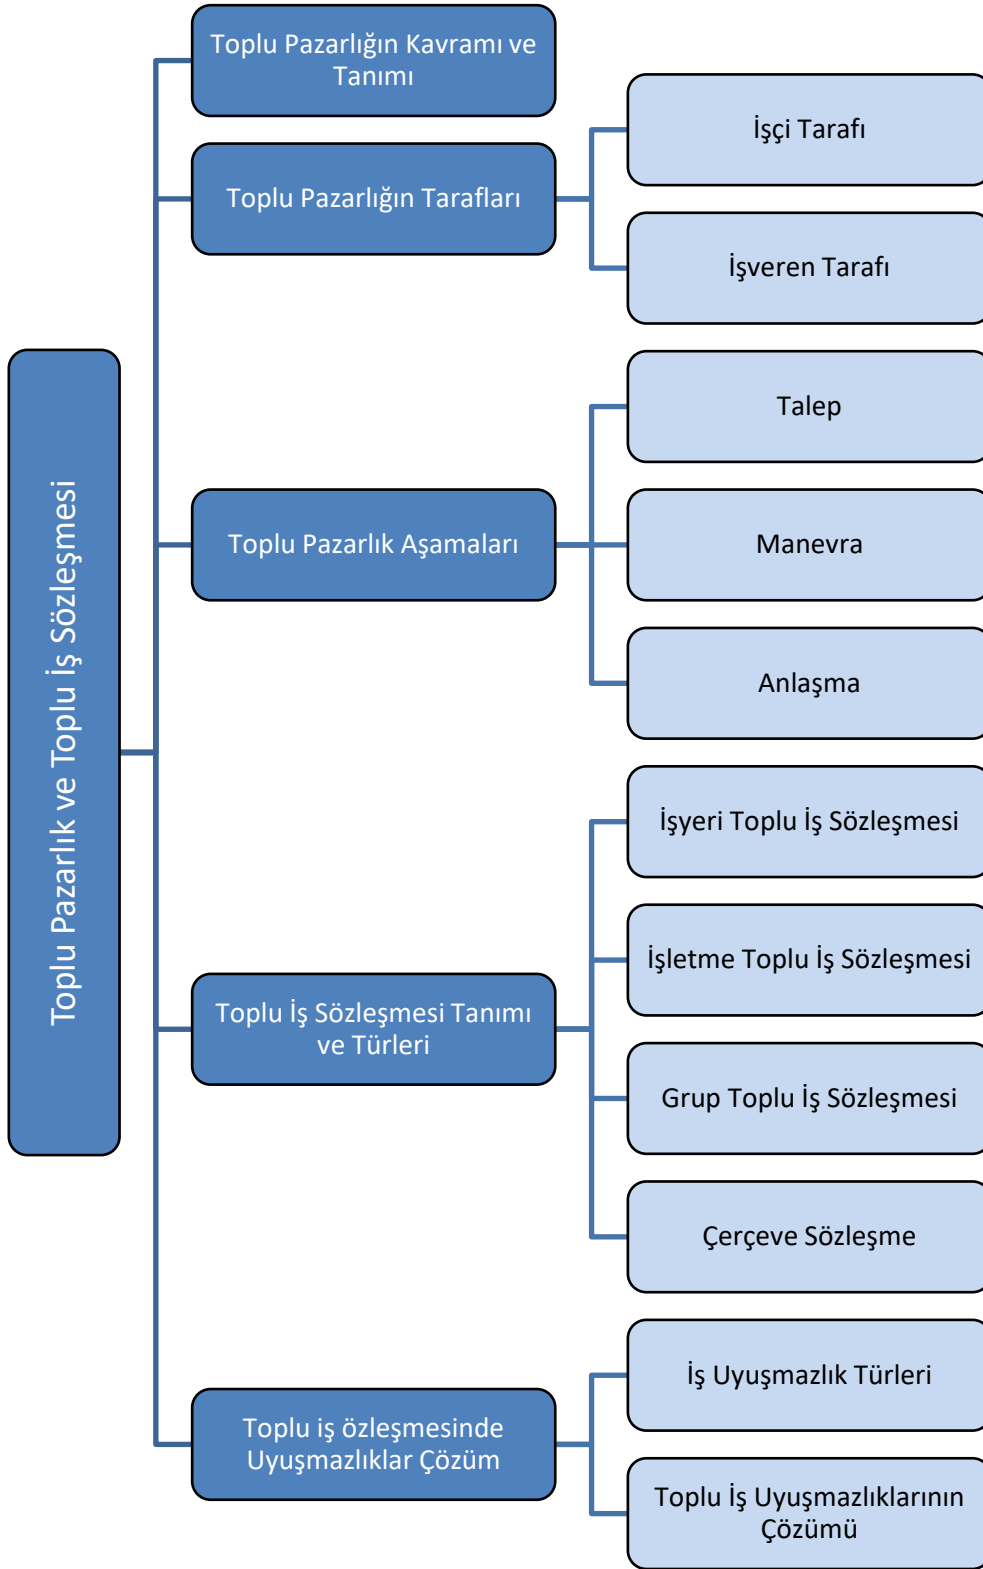 Toplu Pazarlık ve Toplu İş Sözleşmesi
Toplu Pazarlığın Kavramı ve
Tanımı
Toplu Pazarlığın Tarafları
İşçi Tarafı
İşveren Tarafı
Toplu Pazarlık Aşamaları
Talep
Manevra
Anlaşma
Toplu İş Sözleşmesi Tanımı
ve Türleri
İşyeri Toplu İş Sözleşmesi
İşletme Toplu İş Sözleşmesi
Grup Toplu İş Sözleşmesi
Çerçeve Sözleşme
Toplu iş özleşmesinde
Uyuşmazlıklar Çözüm
İş Uyuşmazlık Türleri
Toplu İş Uyuşmazlıklarının
Çözümü